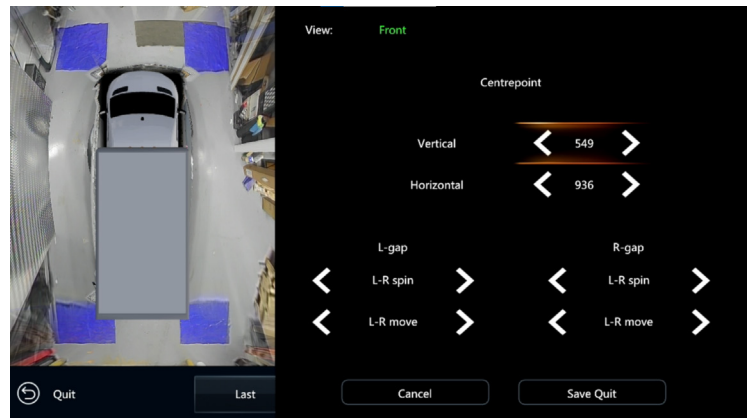 View: Front
Centrepoint
Vertical 549
Horizontal 936
L-gap R-gap
L-R spin L-R spin
L-R move L-R move
Quit Last Cancel Save Quit